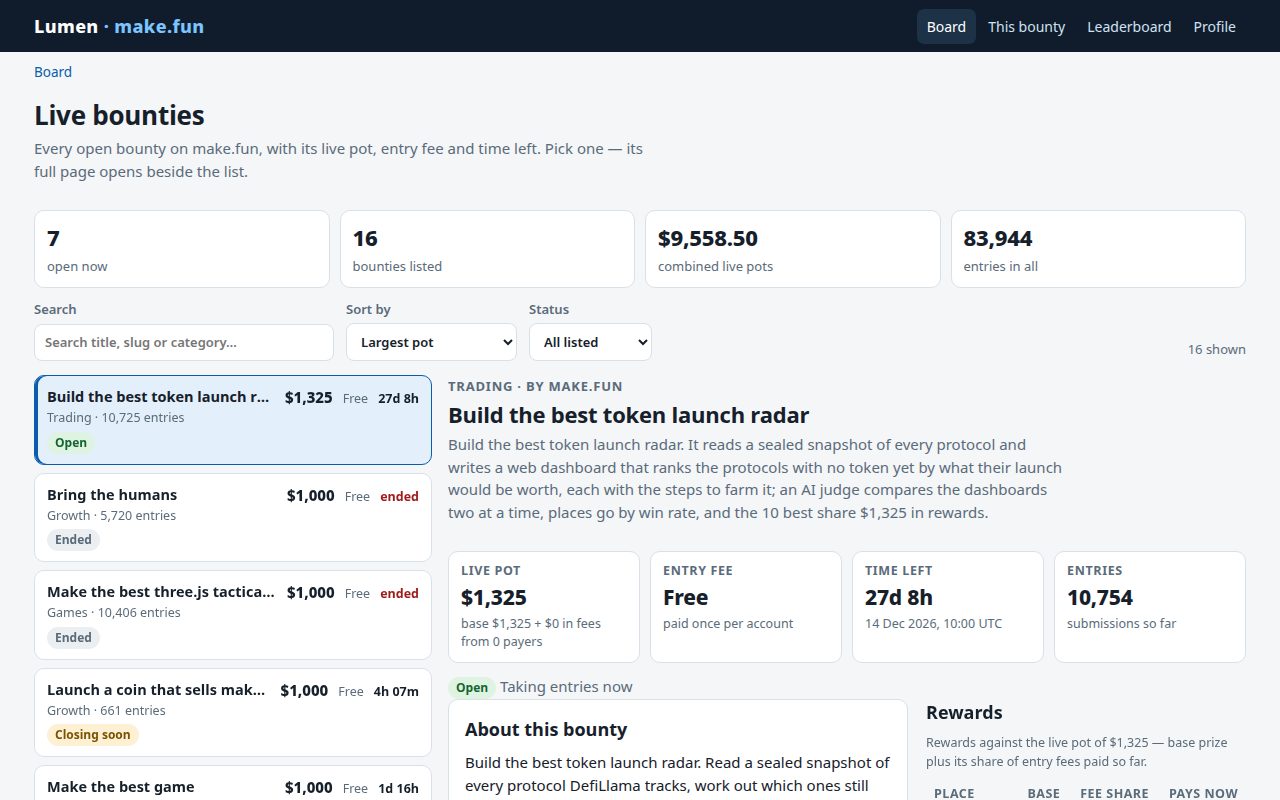 Lumen · make.fun
Board
This bounty
Leaderboard
Profile
Board
Live bounties
Every open bounty on make.fun, with its live pot, entry fee and time left. Pick one — its
full page opens beside the list.
7
open now
16
bounties listed
$9,558.50
combined live pots
83,944
entries in all
Search
Search title, slug or category...
Sort by
Largest pot
Status
All listed
16 shown
Build the best token launch r... $1,325 Free 27d 8h
Trading · 10,725 entries
Open
Bring the humans $1,000 Free ended
Growth · 5,720 entries
Ended
Make the best three.js tactica... $1,000 Free ended
Games · 10,406 entries
Ended
Launch a coin that sells mak... $1,000 Free 4h 07m
Growth · 661 entries
Closing soon
Make the best game $1,000 Free 1d 16h
TRADING · BY MAKE.FUN
Build the best token launch radar
Build the best token launch radar. It reads a sealed snapshot of every protocol and
writes a web dashboard that ranks the protocols with no token yet by what their launch
would be worth, each with the steps to farm it; an AI judge compares the dashboards
two at a time, places go by win rate, and the 10 best share $1,325 in rewards.
LIVE POT
$1,325
base $1,325 + $0 in fees
from 0 payers
ENTRY FEE
Free
paid once per account
TIME LEFT
27d 8h
14 Dec 2026, 10:00 UTC
ENTRIES
10,754
submissions so far
Open Taking entries now
About this bounty
Build the best token launch radar. Read a sealed snapshot of
every protocol DefiLlama tracks, work out which ones still
Rewards
Rewards against the live pot of $1,325 — base prize
plus its share of entry fees paid so far.
PLACE BASE FEE SHARE PAYS NOW